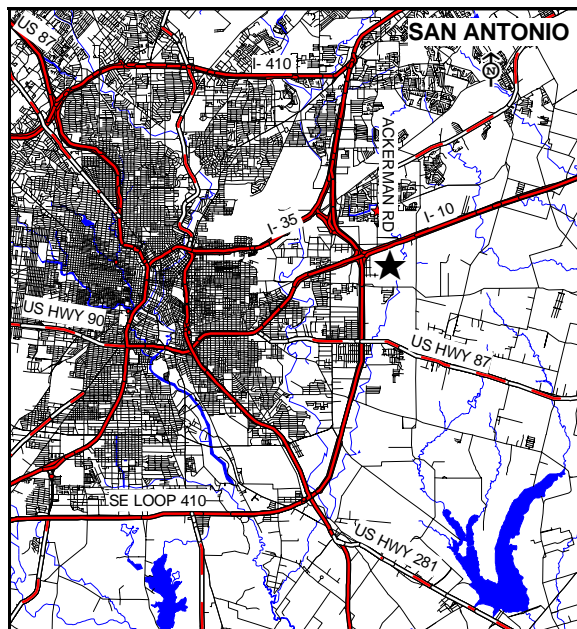 SAN ANTONIO
US 87
I- 410
N
ACKERMAN RD
I- 35
I- 10
US HWY 90
US HWY 87
SE LOOP 410
US HWY 281